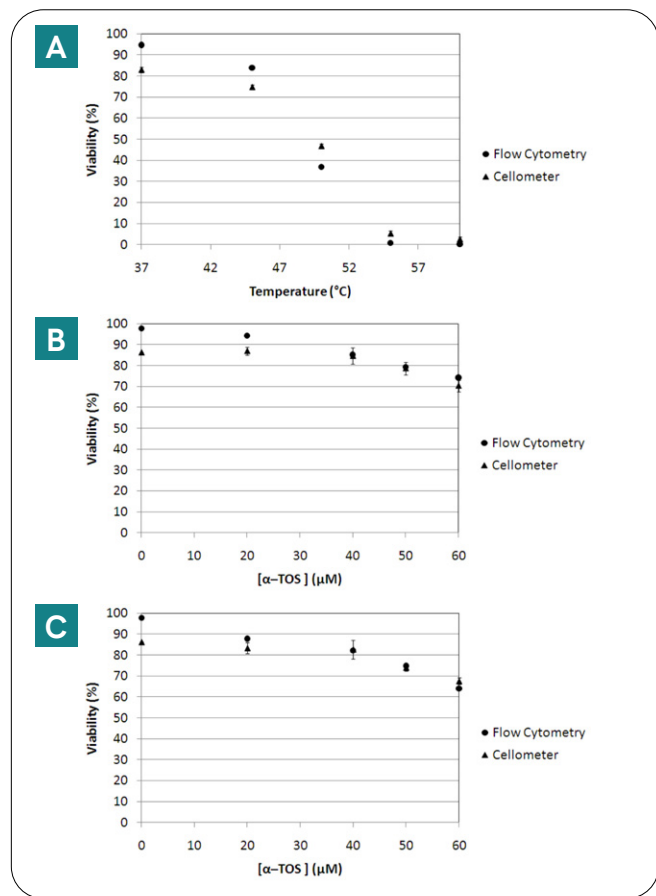 A
100
90
80
70
60
50
40
30
20
10
0
Viability (%)
37 42 47 52 57
Temperature (°C)
● Flow Cytometry
▲ Cellometer
B
100
90
80
70
60
50
40
30
20
10
0
Viability (%)
0 10 20 30 40 50 60
[α–TOS ] (μM)
● Flow Cytometry
▲ Cellometer
C
100
90
80
70
60
50
40
30
20
10
0
Viability (%)
0 10 20 30 40 50 60
[α–TOS ] (μM)
● Flow Cytometry
▲ Cellometer